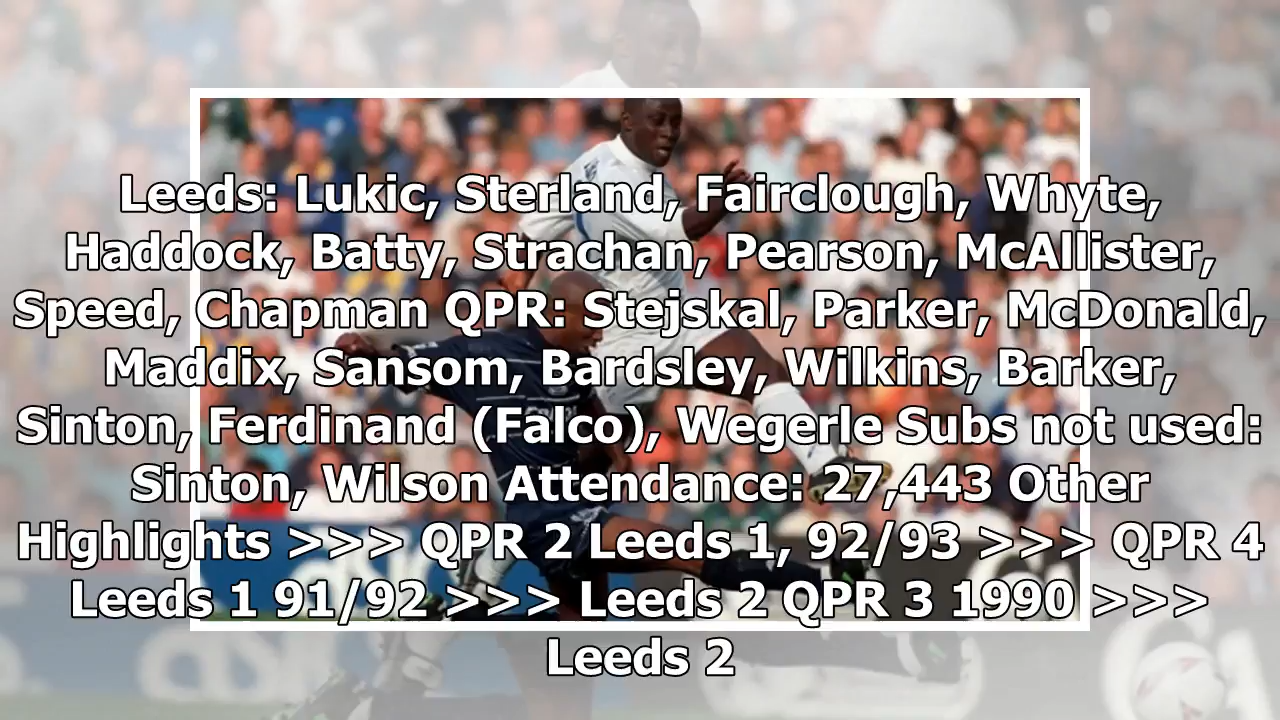 Leeds: Lukic, Sterland, Fairclough, Whyte,
Haddock, Batty, Strachan, Pearson, McAllister,
Speed, Chapman QPR: Stejskal, Parker, McDonald,
Maddix, Sansom, Bardsley, Wilkins, Barker,
Sinton, Ferdinand (Falco), Wegerle Subs not used:
Sinton, Wilson Attendance: 27,443 Other
Highlights >>> QPR 2 Leeds 1, 92/93 >>> QPR 4
Leeds 1 91/92 >>> Leeds 2 QPR 3 1990 >>>
Leeds 2